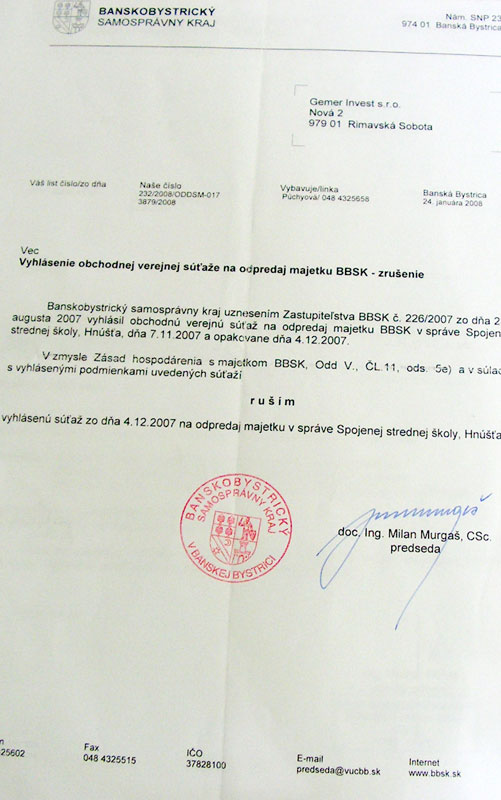 BANSKOBYSTRICKÝ
SAMOSPRÁVNY KRAJ
Nám. SNP 23
974 01 Banská Bystrica
Gemer Invest s.r.o.
Nová 2
979 01 Rimavská Sobota
Váš list číslo/zo dňa
Naše číslo
232/2008/ODDSM-017
3879/2008
Vybavuje/linka
Púchyová/ 048 4325658
Banská Bystrica
24. januára 2008
Vec
Vyhlásenie obchodnej verejnej súťaže na odpredaj majetku BBSK - zrušenie
Banskobystrický samosprávny kraj uznesením Zastupiteľstva BBSK č. 226/2007 zo dňa 2
augusta 2007 vyhlásil obchodnú verejnú súťaž na odpredaj majetku BBSK v správe Spojen
strednej školy, Hnúšťa, dňa 7.11.2007 a opakovane dňa 4.12.2007.
V zmysle Zásad hospodárenia s majetkom BBSK, Odd V., ČL.11, ods. 5e) a v súlad
s vyhlásenými podmienkami uvedených súťaží
ruším
vyhlásenú súťaž zo dňa 4.12.2007 na odpredaj majetku v správe Spojenej strednej školy, Hnúšťa
BANSKOBYSTRICKÝ
SAMOSPRÁVNY KRAJ
V BANSKEJ BYSTRICI
doc. Ing. Milan Murgaš, CSc.
predseda
n
25602
Fax
048 4325515
IČO
37828100
E-mail
predseda@vucbb.sk
Internet
www.bbsk.sk